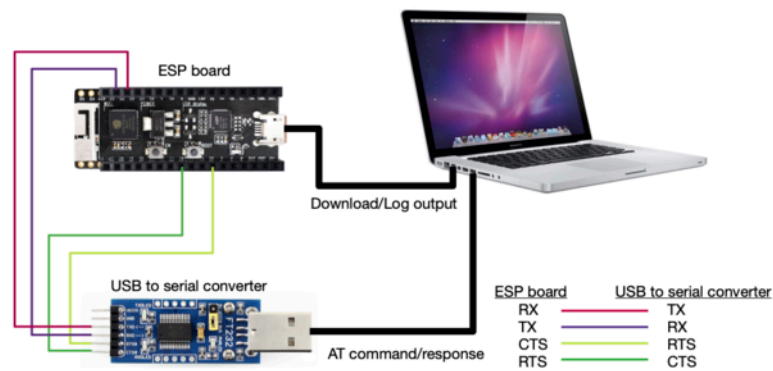 ESP board
Download/Log output
USB to serial converter
FT232
AT command/response
ESP board USB to serial converter
RX TX
TX RX
CTS RTS
RTS CTS